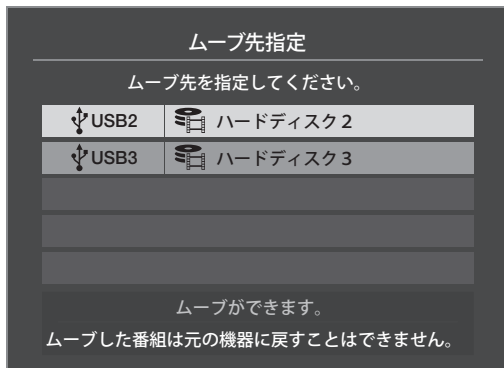 ムーブ先指定
ムーブ先を指定してください。
USB2 ハードディスク2
USB3 ハードディスク3
ムーブができます。
ムーブした番組は元の機器に戻すことはできません。